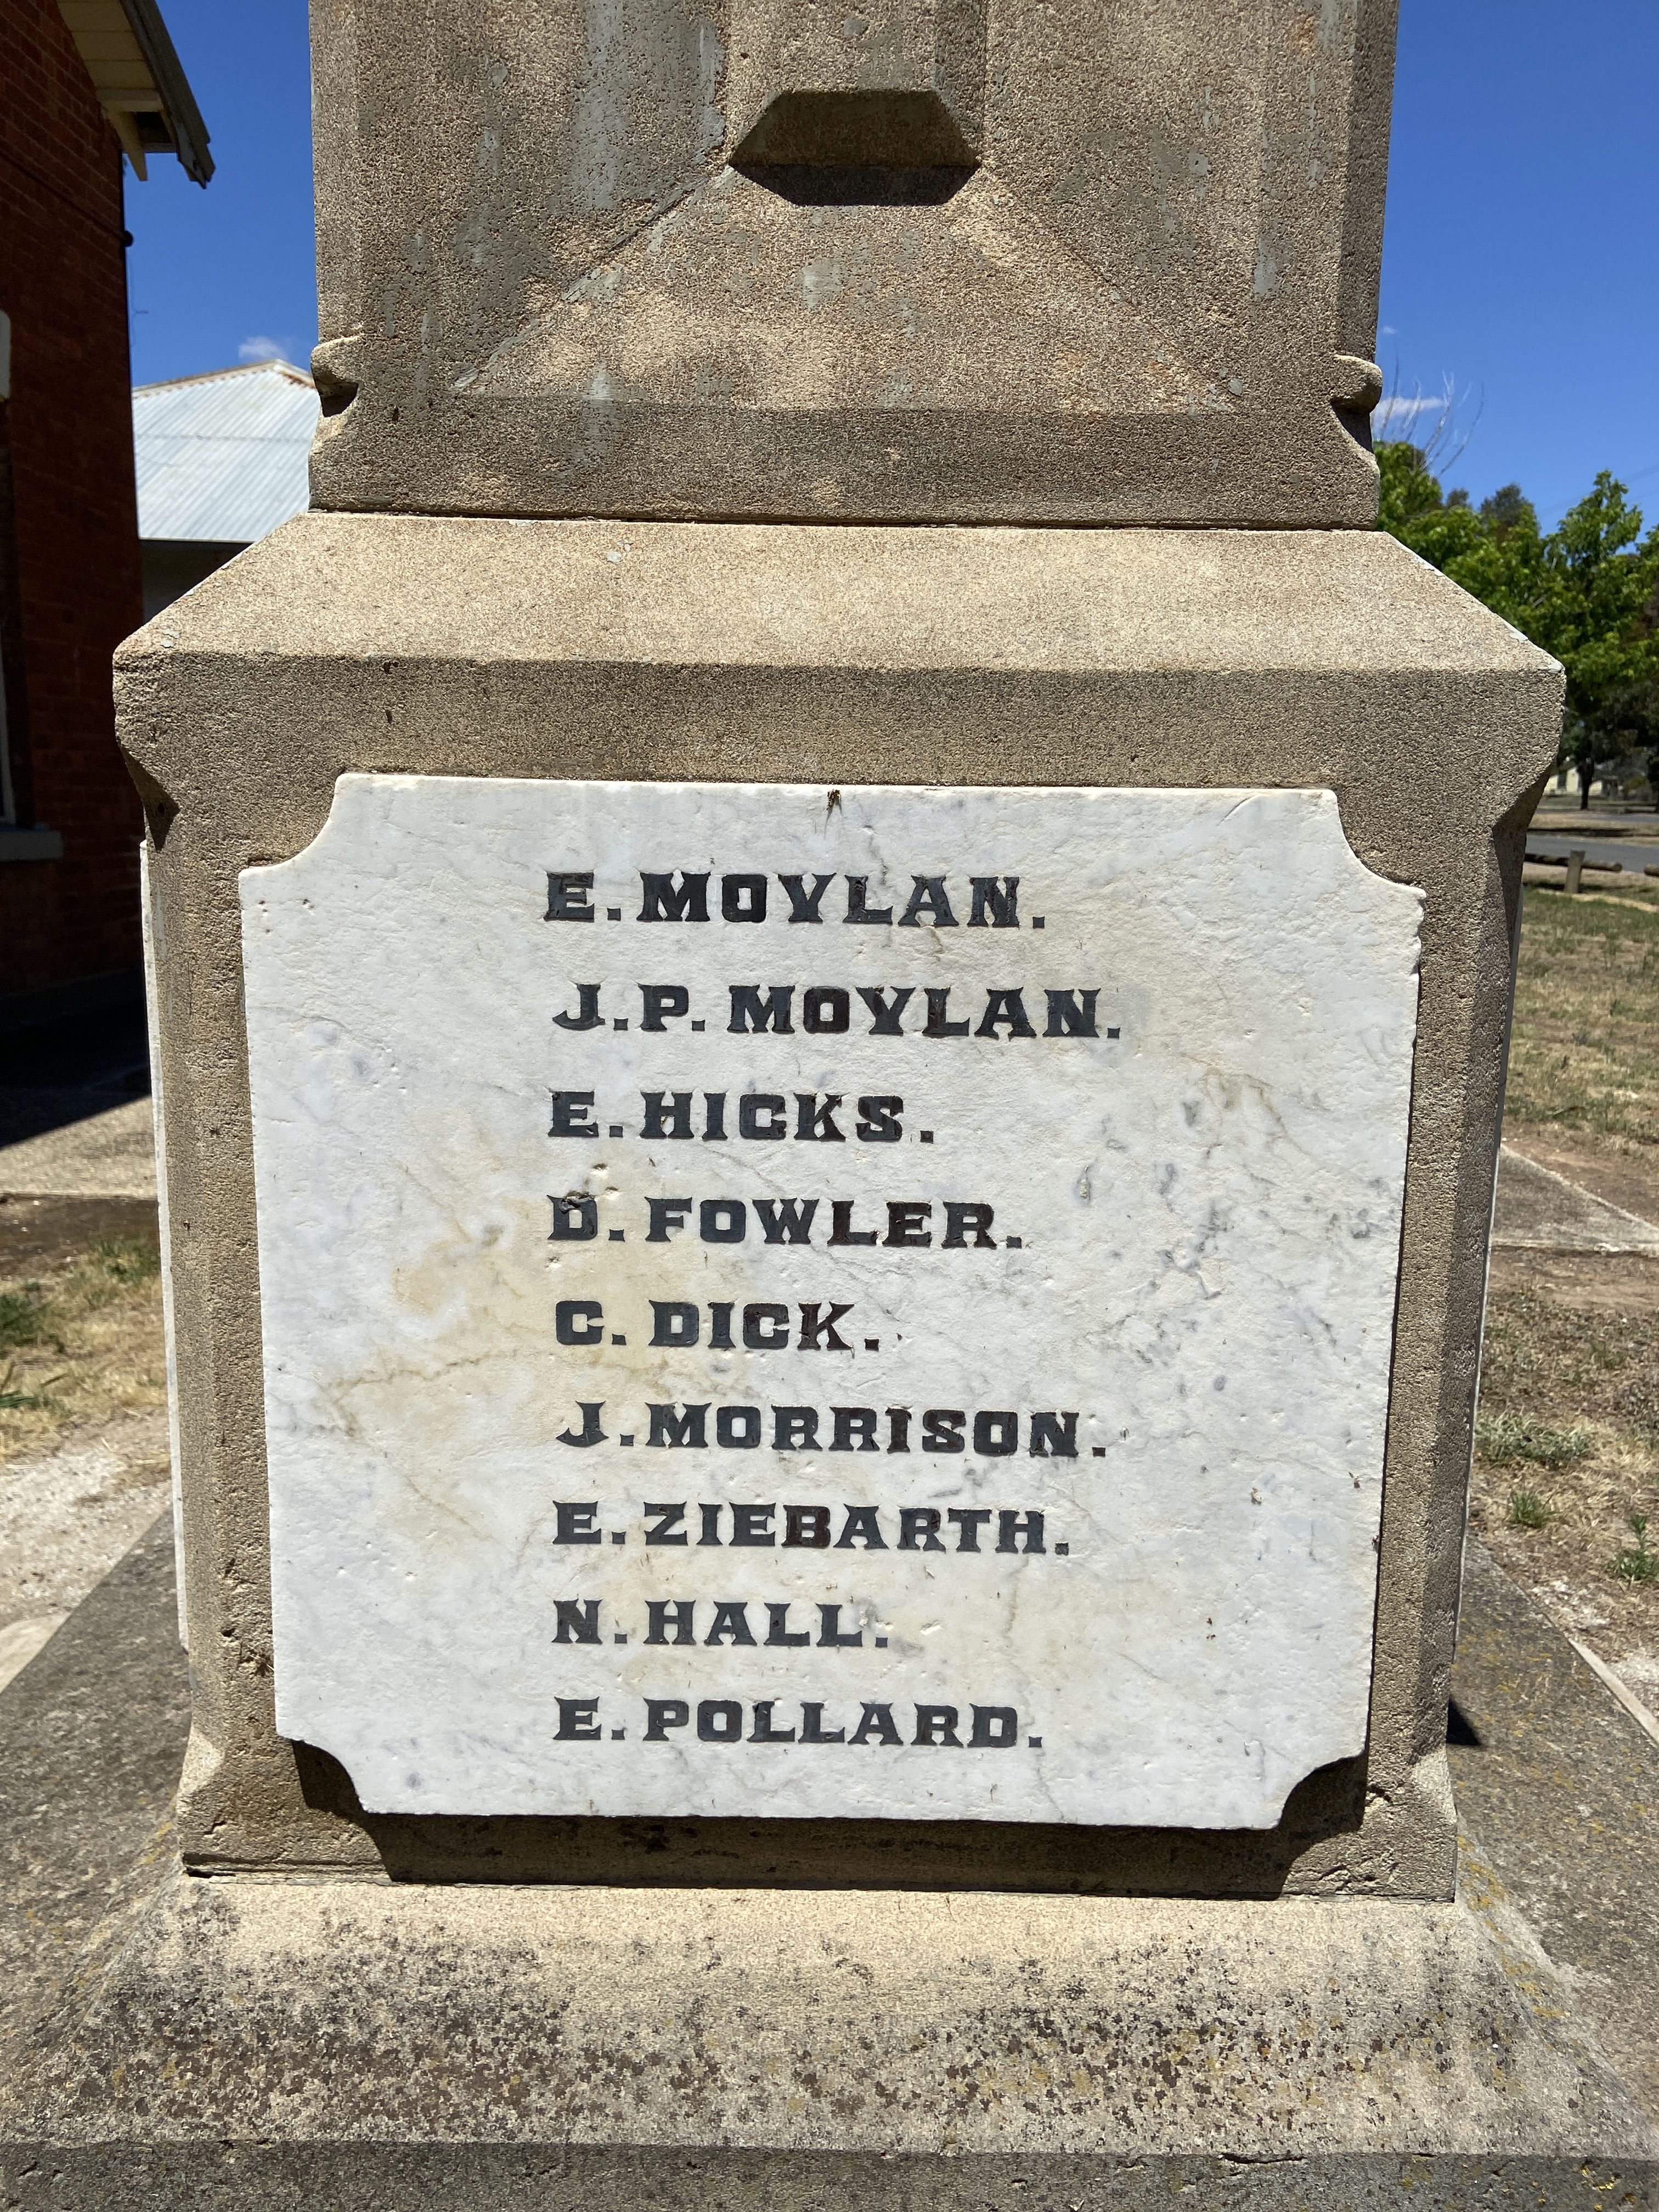 E. MOYLAN.
J. P. MOYLAN.
E. HICKS.
D. FOWLER.
C. DICK.
J. MORRISON.
E. ZIEBARTH.
N. HALL.
E. POLLARD.